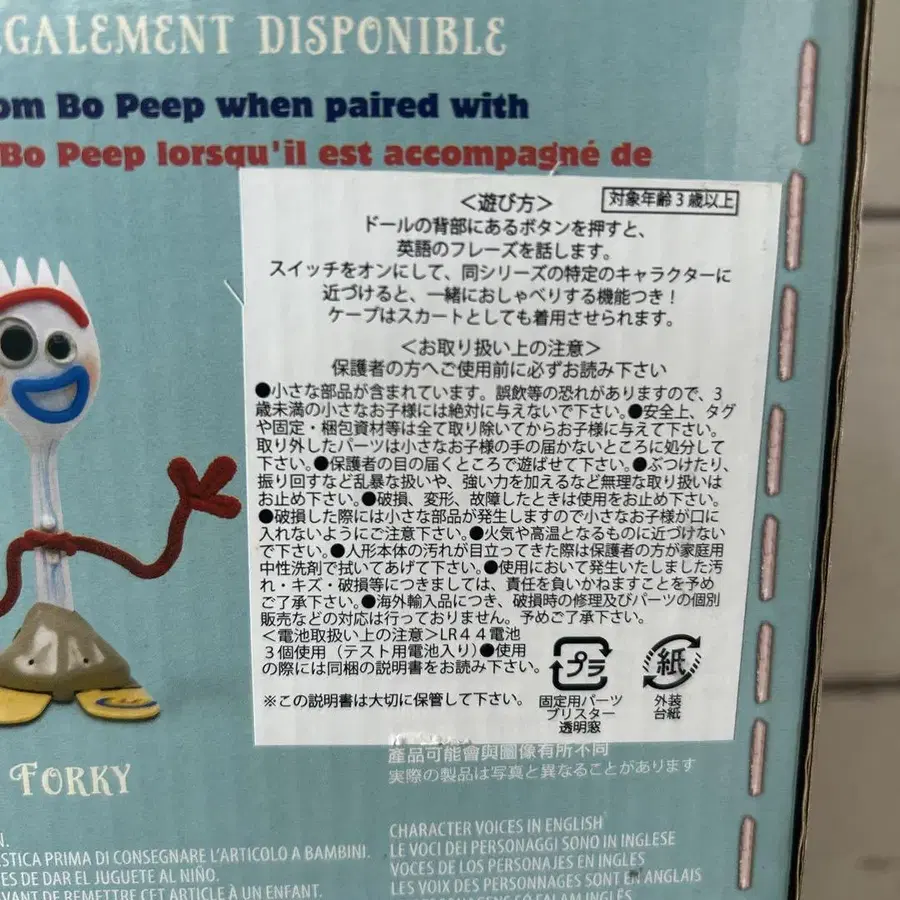 GALEMENT DISPONIBLE
om Bo Peep when paired with
Bo Peep lorsqu'il est accompagné de
＜遊び方＞
対象年齢3歳以上
ドールの背部にあるボタンを押すと、
英語のフレーズを話します。
スイッチをオンにして、同シリーズの特定のキャラクターに
近づけると、一緒におしゃべりする機能つき！
ケープはスカートとしても着用させられます。
＜お取り扱い上の注意＞
保護者の方へご使用前に必ずお読み下さい
●小さな部品が含まれています。誤飲等の恐れがありますので、3
歳未満の小さなお子様には絶対に与えないで下さい。●安全上、タグ
や固定・梱包資材等は全て取り除いてからお子様に与えて下さい。
取り外したパーツは小さなお子様の手の届かないところに処分して
下さい。●保護者の目の届くところで遊ばせて下さい。●ぶつけたり、
振り回すなど乱暴な扱いや、強い力を加えるなど無理な取り扱いは
お止め下さい。●破損、変形、故障したときは使用をお止め下さい。
●破損した際には小さな部品が発生しますので小さなお子様が口に
入れないようにご注意下さい。●火気や高温となるものに近づけない
で下さい。●人形本体の汚れが目立ってきた際は保護者の方が家庭用
中性洗剤で拭いてあげて下さい。●使用において発生いたしました汚
れ・キズ・破損等につきましては、責任を負いかねますことを予め
ご了承下さい。●海外輸入品につき、破損時の修理及びパーツの個別
販売などの対応は行っておりません。予めご了承下さい。
＜電池取扱い上の注意＞LR44電池
3個使用（テスト用電池入り）●使用
の際には同梱の説明書をお読み下さい。
※この説明書は大切に保管して下さい。
プラ
固定用パーツ
ブリスター
透明窓
紙
外装
台紙
FORKY
產品可能會與圖像有所不同
実際の製品は写真と異なることがあります
N.
STICA PRIMA DI CONSEGNARE L'ARTICOLO A BAMBINI.
ES DE DAR EL JUGUETE AL NIÑO.
VANT DE REMETTRE CET ARTICLE À UN ENFANT.
CHARACTER VOICES IN ENGLISH
LE VOCI DEI PERSONAGGI SONO IN INGLESE
VOCES DE LOS PERSONAJES EN INGLÉS
LES VOIX DES PERSONNAGES SONT EN ANGLAIS